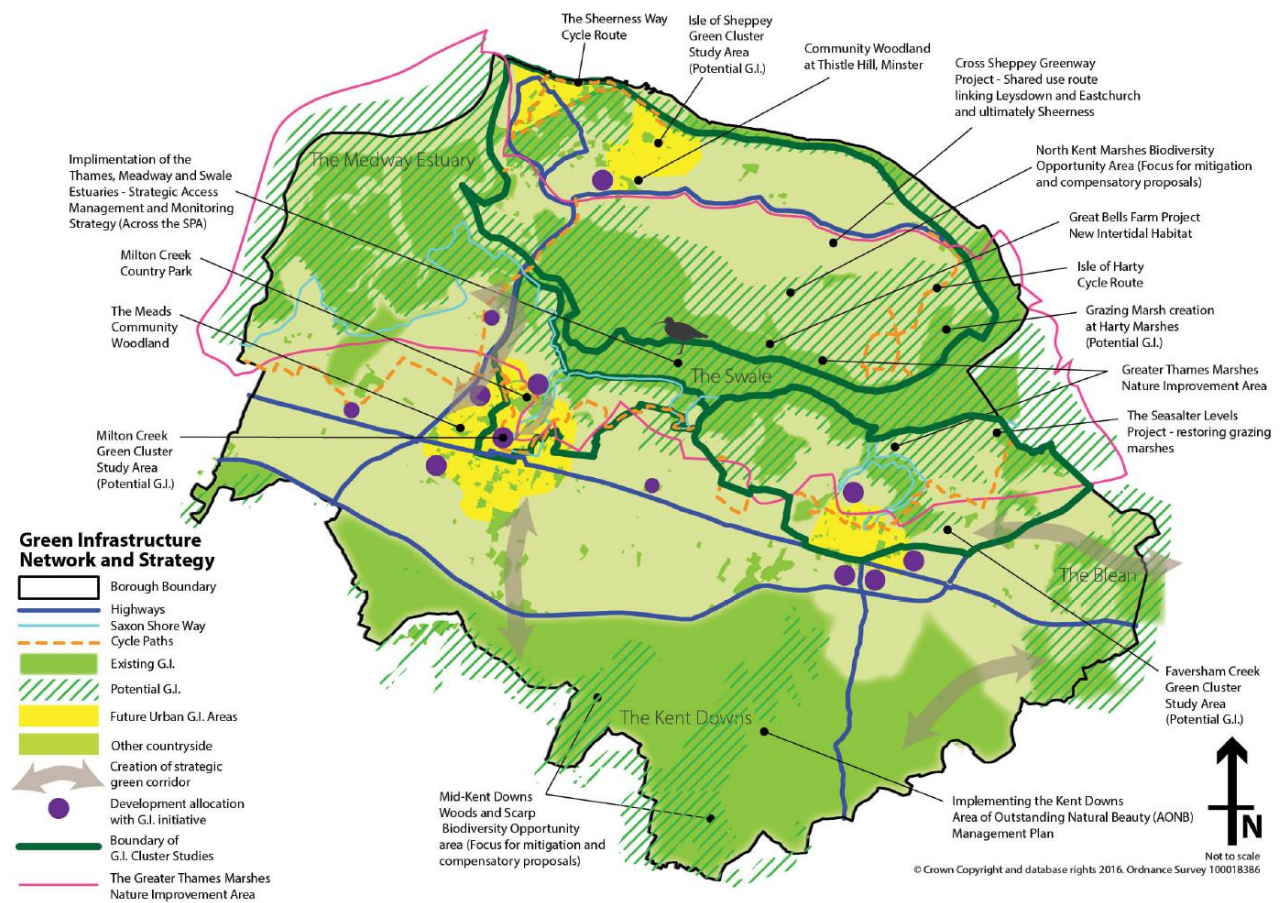 The Sheerness Way
Cycle Route
Isle of Sheppey
Green Cluster
Study Area
(Potential G.I.)
Community Woodland
at Thistle Hill, Minster
Cross Sheppey Greenway
Project - Shared use route
linking Leysdown and Eastchurch
and ultimately Sheerness
North Kent Marshes Biodiversity
Opportunity Area (Focus for mitigation
and compensatory proposals)
Great Bells Farm Project
New Intertidal Habitat
Isle of Harty
Cycle Route
Grazing Marsh creation
at Harty Marshes
(Potential G.I.)
Greater Thames Marshes
Nature Improvement Area
The Seasalter Levels
Project - restoring grazing
marshes
Implimentation of the
Thames, Meadway and Swale
Estuaries - Strategic Access
Management and Monitoring
Strategy (Across the SPA)
Milton Creek
Country Park
The Meads
Community
Woodland
Milton Creek
Green Cluster
Study Area
(Potential G.I.)
The Medway Estuary
The Swale
The Blean
The Kent Downs
Faversham Creek
Green Cluster
Study Area
(Potential G.I.)
Mid-Kent Downs
Woods and Scarp
Biodiversity Opportunity
area (Focus for mitigation and
compensatory proposals)
Implementing the Kent Downs
Area of Outstanding Natural Beauty (AONB)
Management Plan
Green Infrastructure
Network and Strategy
Borough Boundary
Highways
Saxon Shore Way
Cycle Paths
Existing G.I.
Potential G.I.
Future Urban G.I. Areas
Other countryside
Creation of strategic
green corridor
Development allocation
with G.I. initiative
Boundary of
G.I. Cluster Studies
The Greater Thames Marshes
Nature Improvement Area
N
Not to scale
© Crown Copyright and database rights 2016. Ordnance Survey 100018386